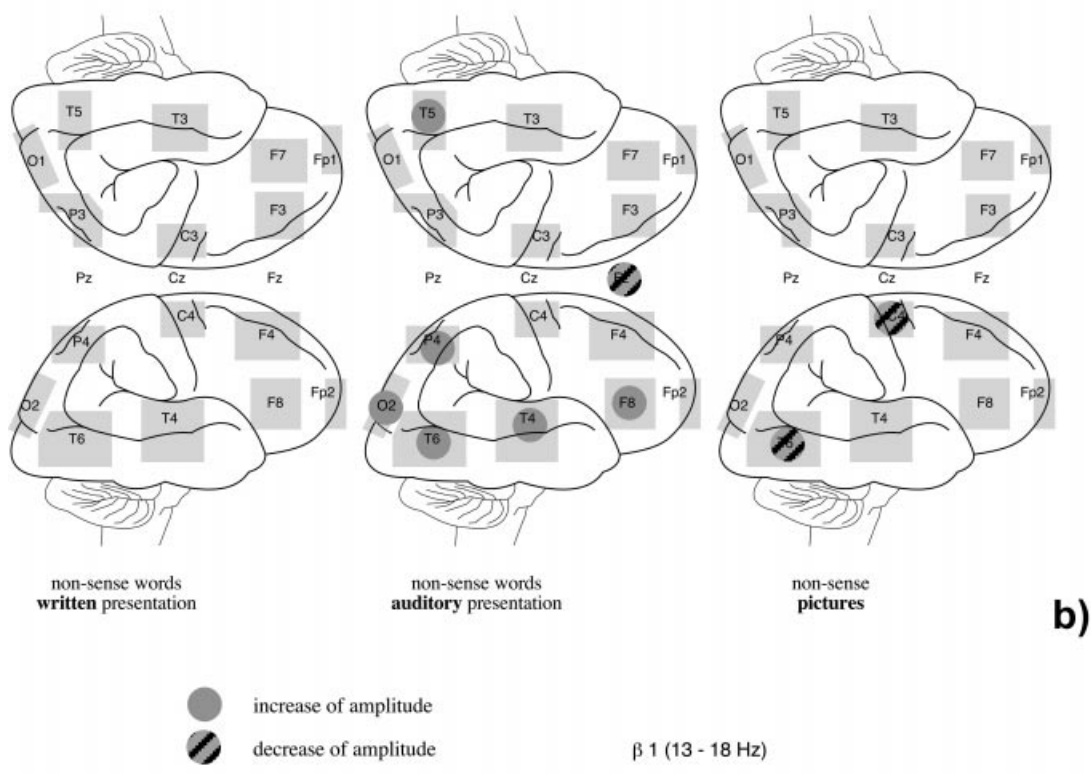 T5 T3 O1 F7 Fp1 P3 F3 C3
T5 T3 O1 F7 Fp1 P3 F3 C3
T5 T3 O1 F7 Fp1 P3 F3 C3
Pz Cz Fz
Pz Cz
Pz Cz Fz
C4 P4 F4 O2 Fp2 F8 T4 T6
C4 P4 F4 O2 Fp2 F8 T4 T6
P4 F4 O2 Fp2 F8 T4
non-sense words
written presentation
non-sense words
auditory presentation
non-sense
pictures
b)
increase of amplitude
decrease of amplitude
β 1 (13 - 18 Hz)